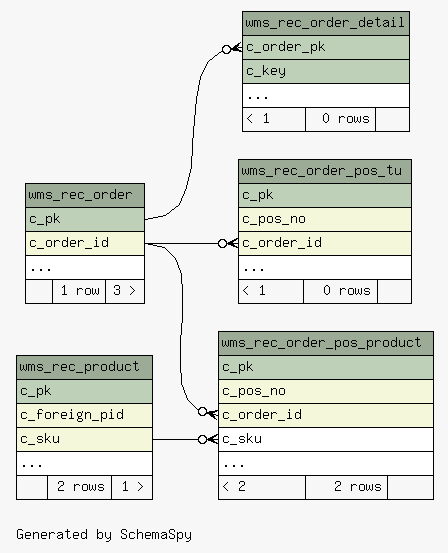 wms_rec_order_detail
c_order_pk
c_key
...
< 1 0 rows
wms_rec_order_pos_tu
c_pk
c_pos_no
c_order_id
...
< 1 0 rows
wms_rec_order
c_pk
c_order_id
...
1 row 3 >
wms_rec_order_pos_product
c_pk
c_pos_no
c_order_id
c_sku
...
< 2 2 rows
wms_rec_product
c_pk
c_foreign_pid
c_sku
...
2 rows 1 >
Generated by SchemaSpy